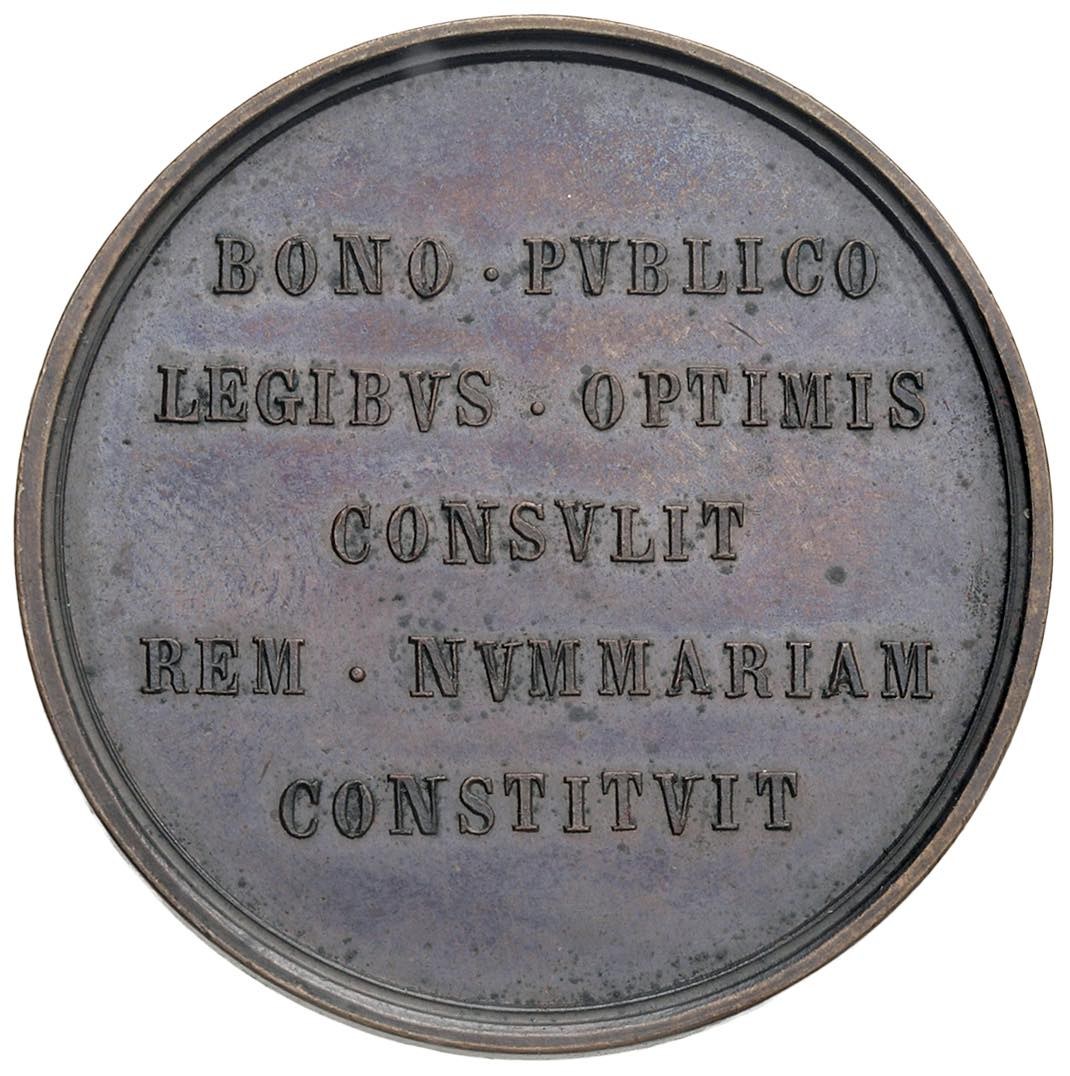 BONO · PVBLICO
LEGIBVS · OPTIMIS
CONSVLIT
REM · NVMMARIAM
CONSTITVIT